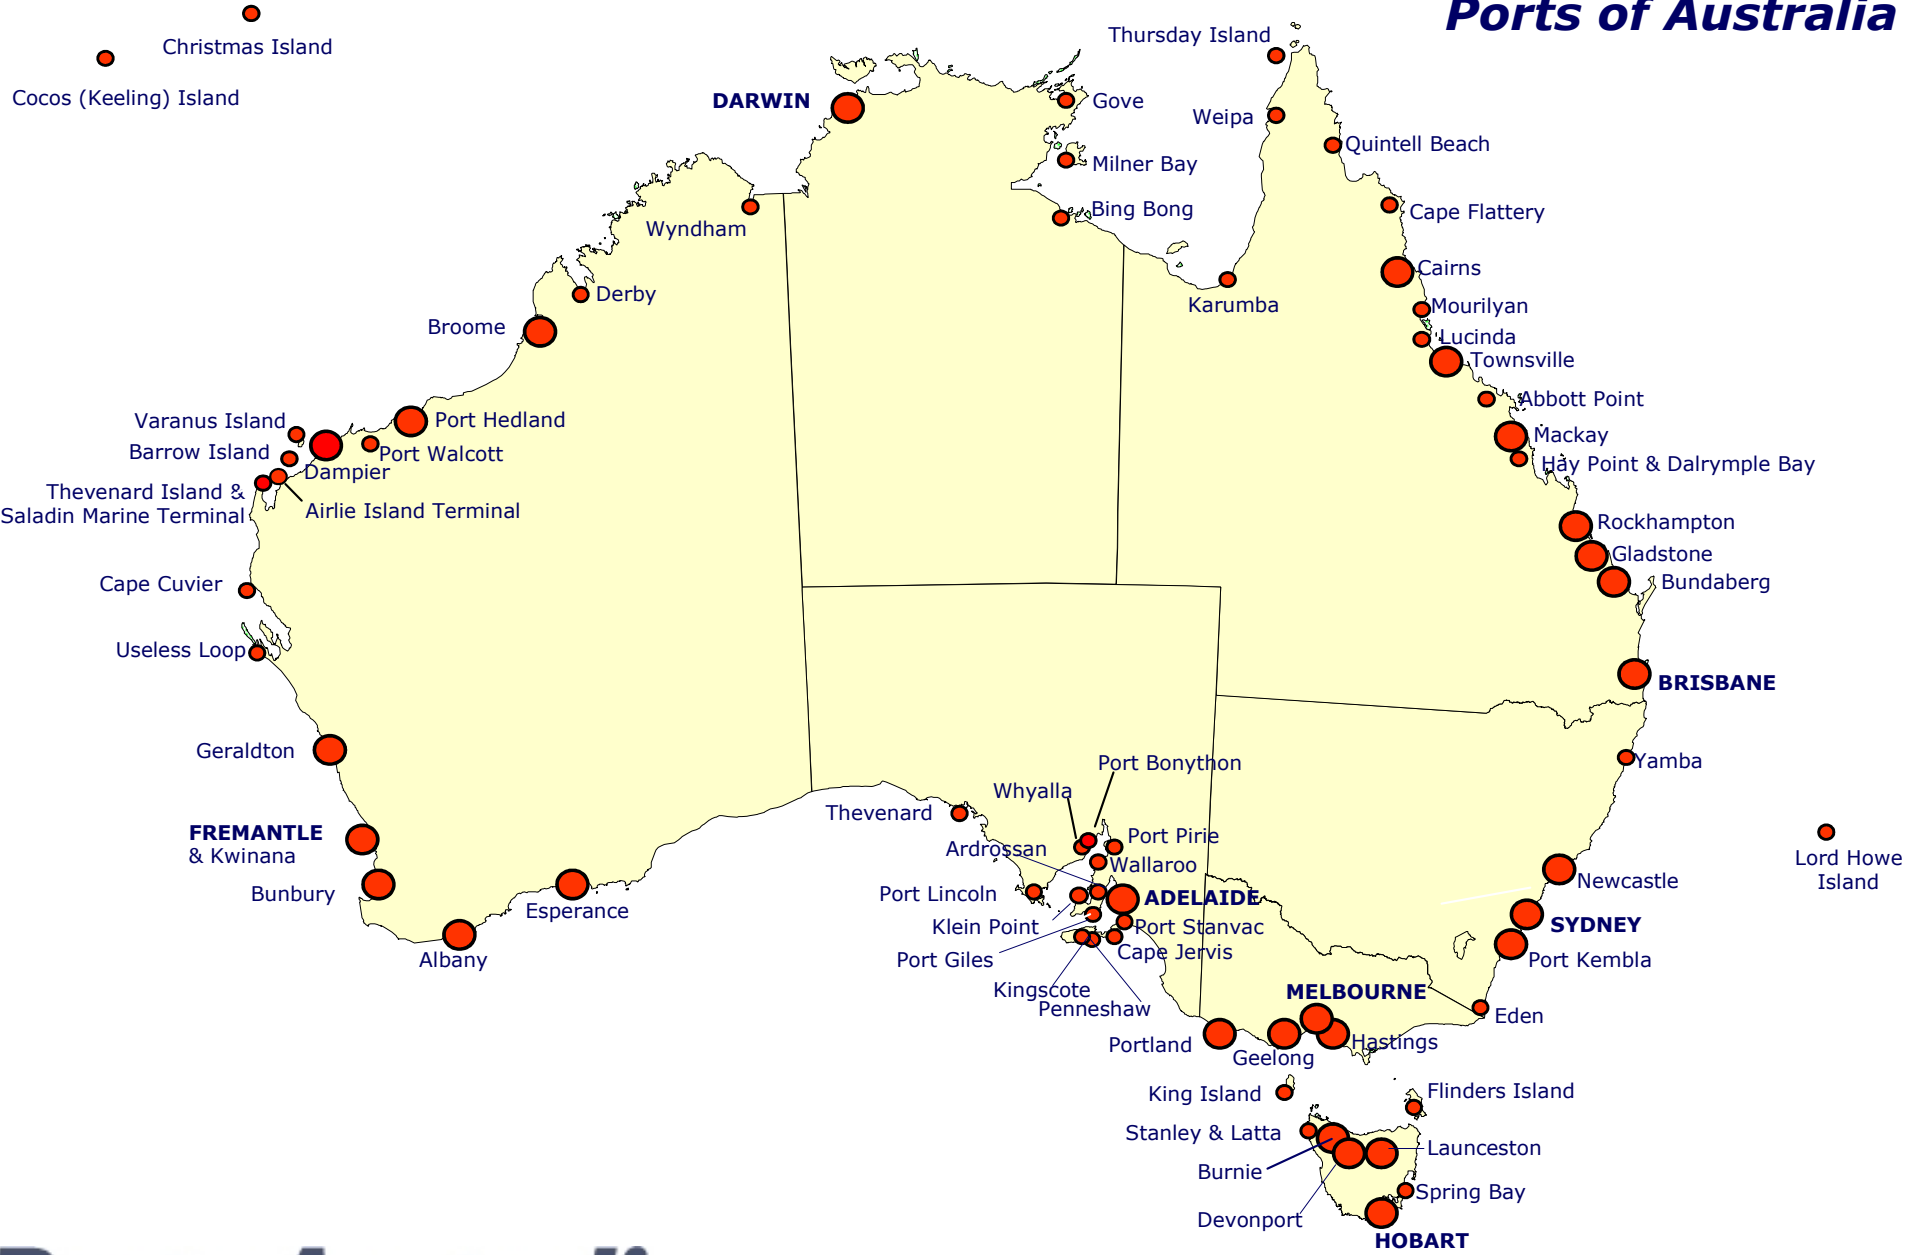 Ports of Australia
Christmas Island
Cocos (Keeling) Island
Thursday Island
DARWIN
Gove
Weipa
Quintell Beach
Milner Bay
Bing Bong
Cape Flattery
Wyndham
Cairns
Derby
Karumba
Mourilyan
Broome
Lucinda
Townsville
Abbott Point
Varanus Island
Port Hedland
Mackay
Barrow Island
Port Walcott
Hay Point & Dalrymple Bay
Dampier
Thevenard Island &
Saladin Marine Terminal
Airlie Island Terminal
Rockhampton
Gladstone
Cape Cuvier
Bundaberg
Useless Loop
BRISBANE
Geraldton
Port Bonython
Yamba
Whyalla
Thevenard
FREMANTLE
& Kwinana
Port Pirie
Ardrossan
Wallaroo
Lord Howe
Island
Newcastle
Bunbury
Port Lincoln
ADELAIDE
Esperance
Klein Point
Port Stanvac
SYDNEY
Albany
Port Giles
Cape Jervis
Port Kembla
Kingscote
Penneshaw
MELBOURNE
Eden
Portland
Geelong
Hastings
King Island
Flinders Island
Stanley & Latta
Launceston
Burnie
Spring Bay
Devonport
HOBART